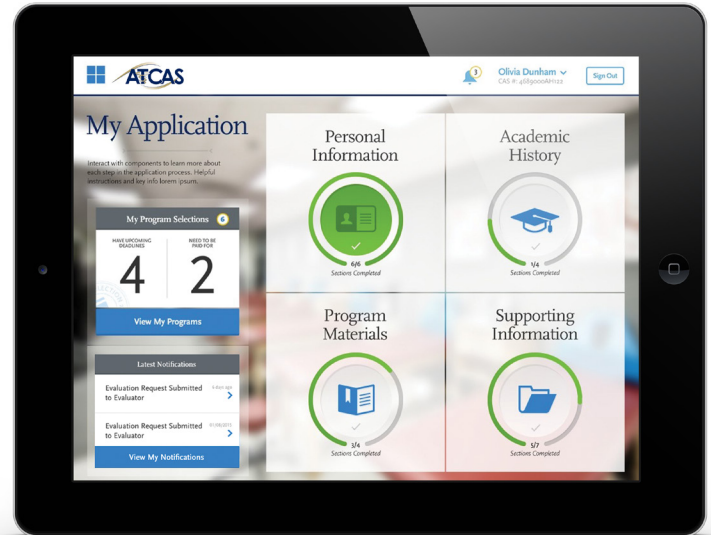 ATCAS
3
Olivia Dunham
Sign Out
My Application
Interact with components to learn more about
each step in the application process. Helpful
instructions and key info lorem ipsum.
My Program Selections 6
HAVE UPCOMING
DEADLINES
4
NEED TO BE
PAID FOR
2
View My Programs
Latest Notifications
Evaluation Request Submitted
to Evaluator
Evaluation Request Submitted
to Evaluator
View My Notifications
Personal
Information
6/6
Sections Completed
Academic
History
1/4
Sections Completed
Program
Materials
3/4
Sections Completed
Supporting
Information
5/7
Sections Completed